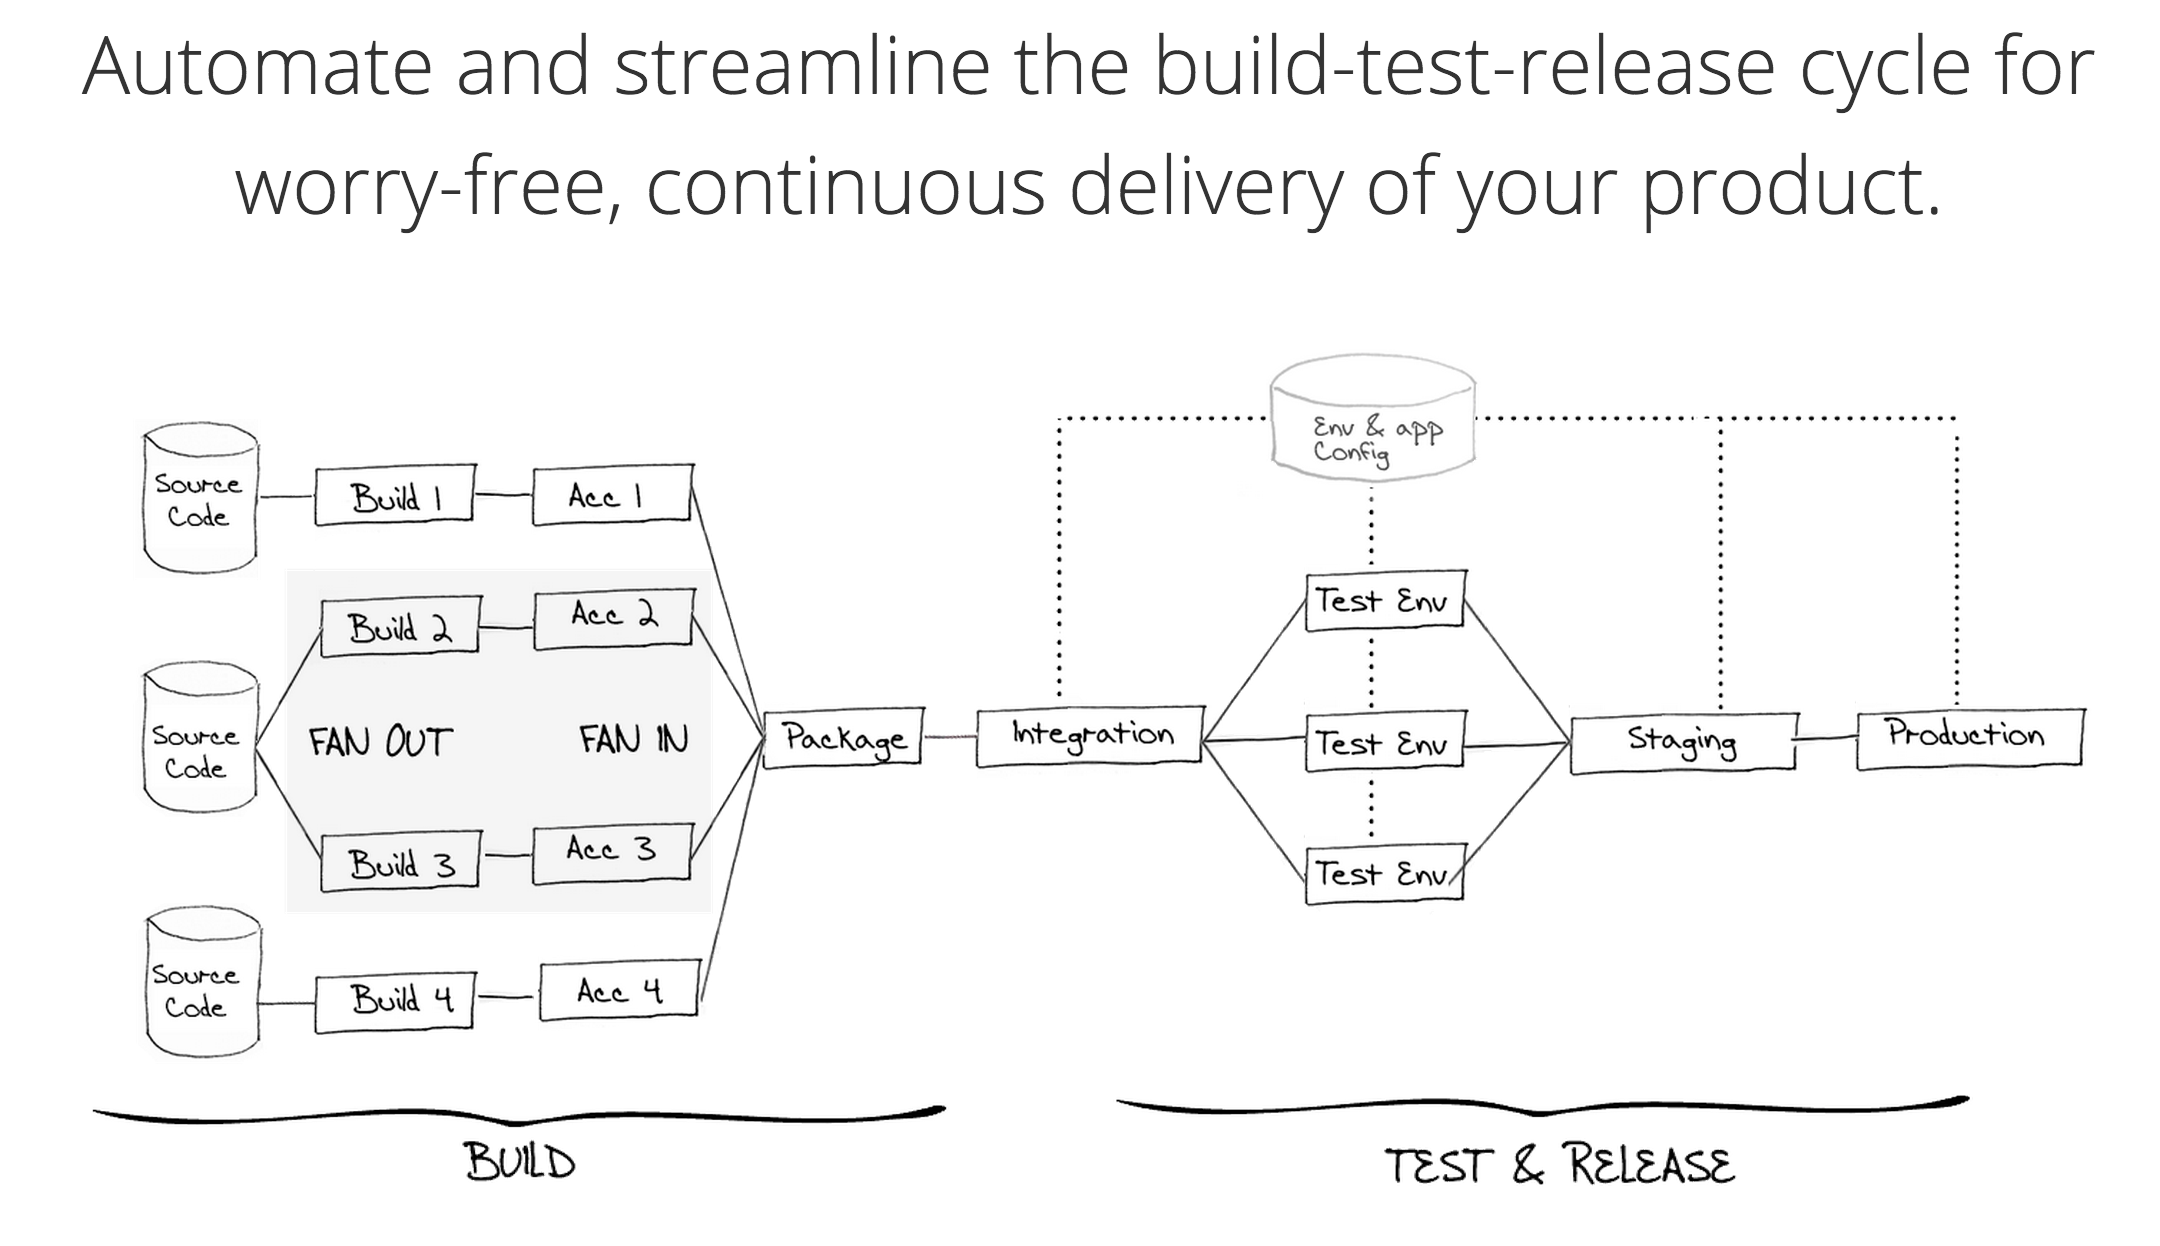 Automate and streamline the build-test-release cycle for
worry-free, continuous delivery of your product.
Env & app
Config
Source
Code
Build 1
Acc 1
Build 2
Acc 2
Source
Code
FAN OUT
FAN IN
Build 3
Acc 3
Source
Code
Build 4
Acc 4
Package
Integration
Test Env
Test Env
Test Env
Staging
Production
BUILD
TEST & RELEASE